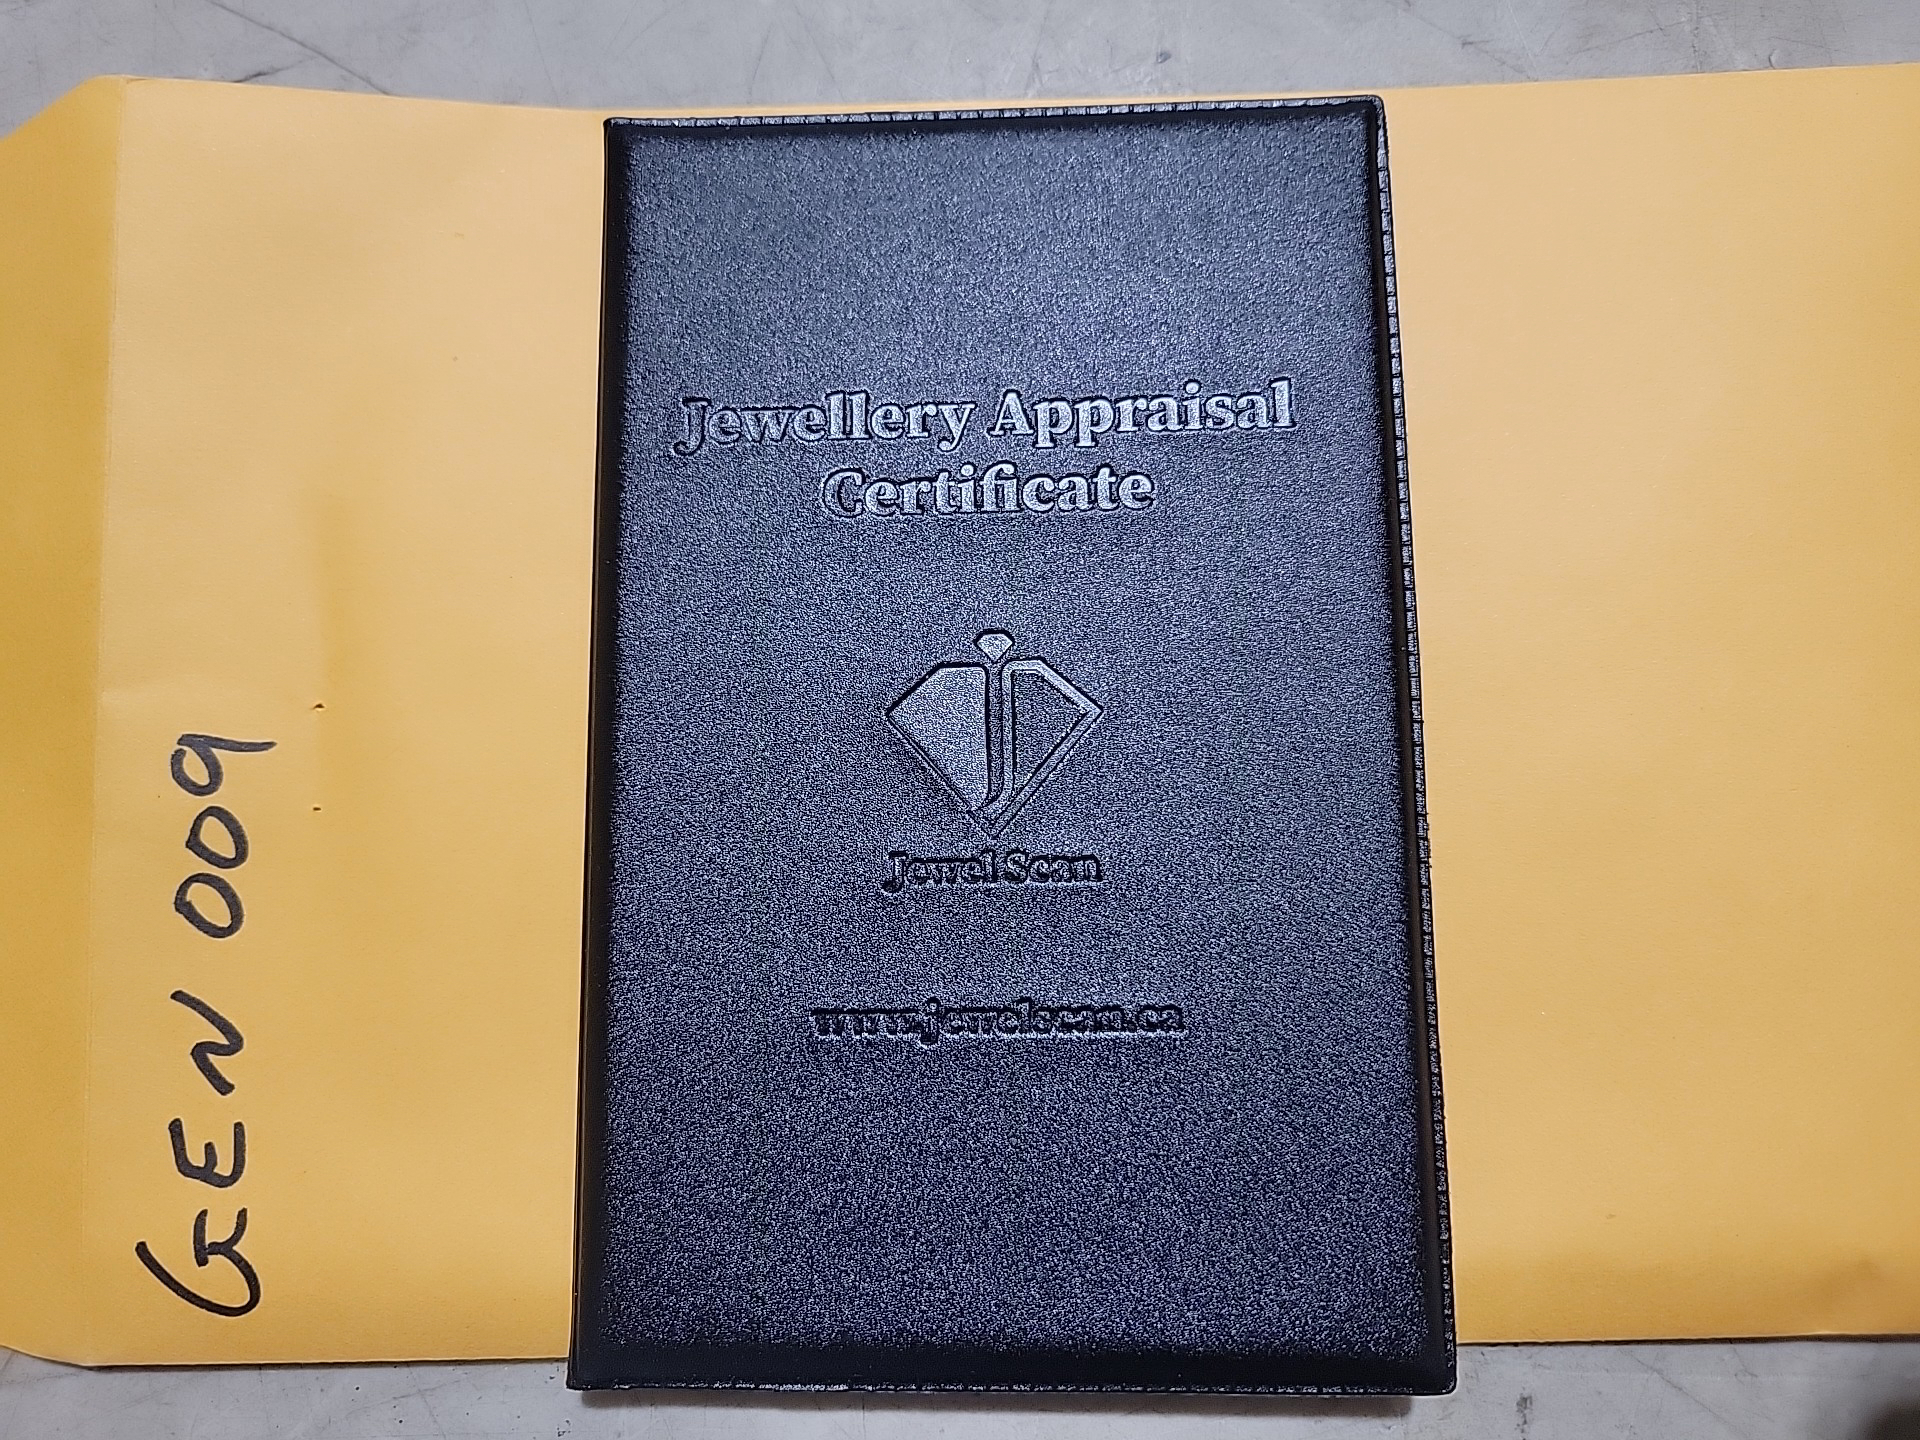 Jewellery Appraisal
Certificate
Jewel Scan
www.jewelscan.ca
GEN 009